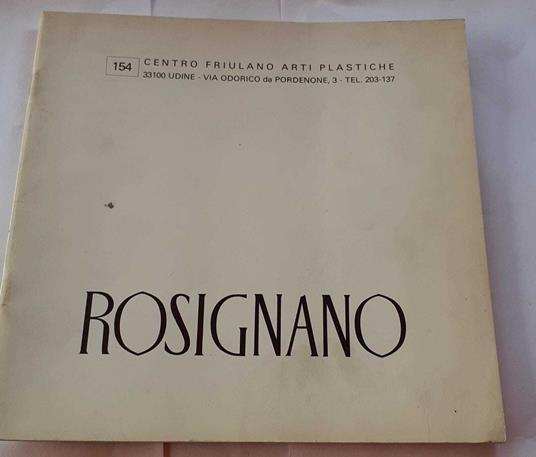 154 CENTRO FRIULANO ARTI PLASTICHE
33100 UDINE - VIA ODORICO da PORDENONE, 3 - TEL. 203-137
ROSIGNANO